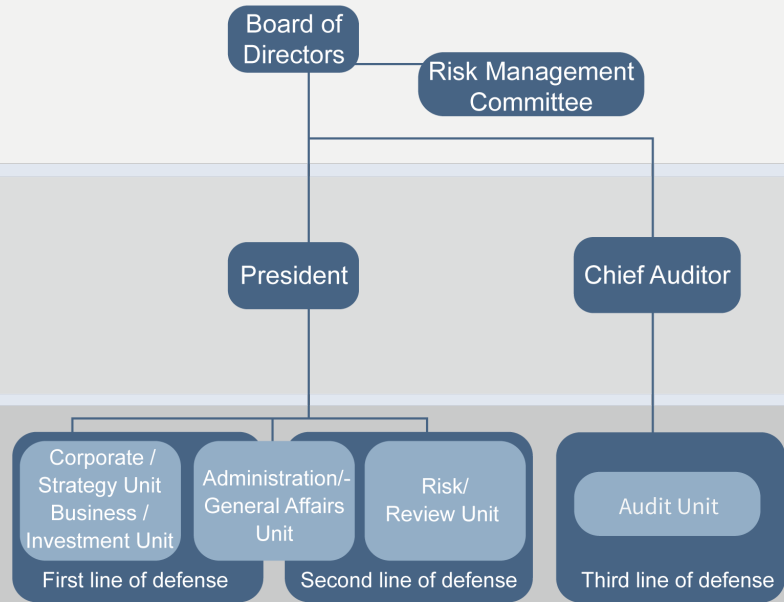 Board of
Directors
Risk Management
Committee
President
Chief Auditor
Corporate /
Strategy Unit
Business /
Investment Unit
Administration/-
General Affairs
Unit
Risk/
Review Unit
Audit Unit
First line of defense
Second line of defense
Third line of defense